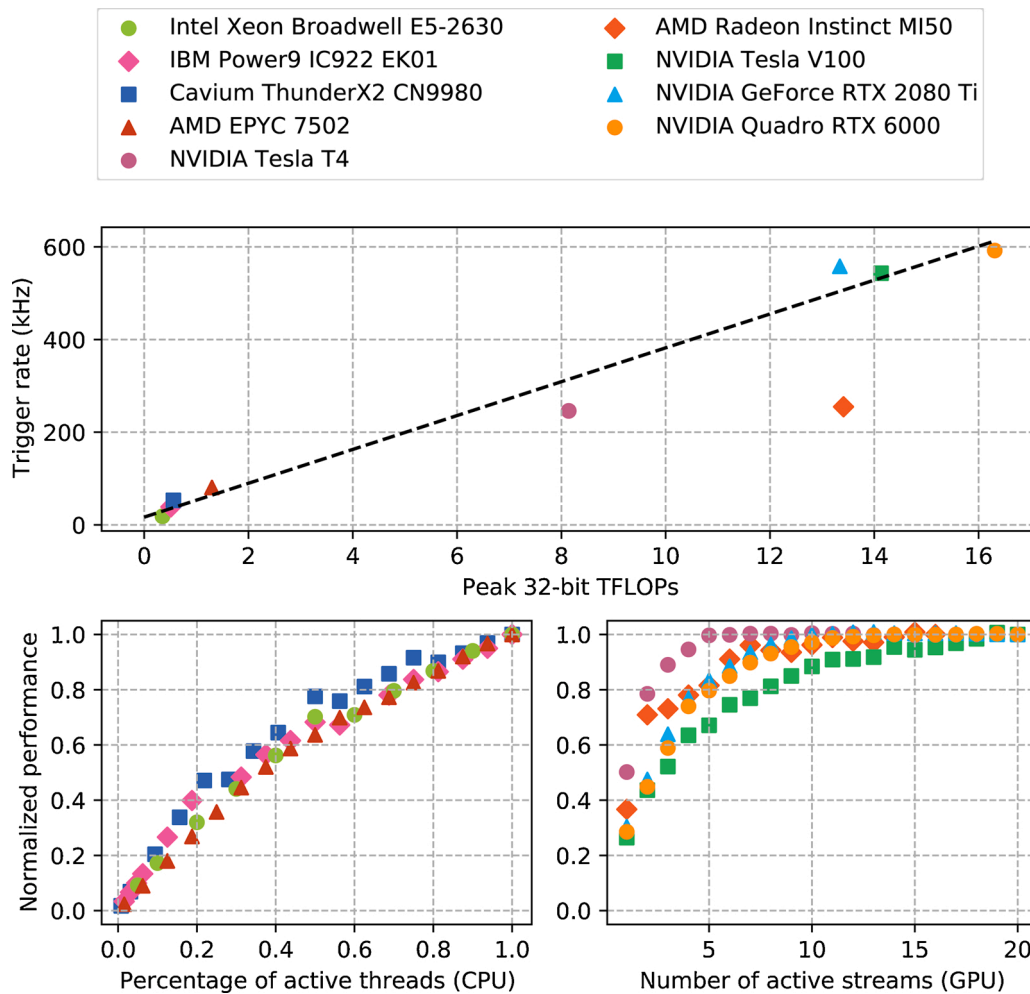 Intel Xeon Broadwell E5-2630
IBM Power9 IC922 EK01
Cavium ThunderX2 CN9980
AMD EPYC 7502
NVIDIA Tesla T4
AMD Radeon Instinct MI50
NVIDIA Tesla V100
NVIDIA GeForce RTX 2080 Ti
NVIDIA Quadro RTX 6000
Trigger rate (kHz)
600
400
200
0
0 2 4 6 8 10 12 14 16
Peak 32-bit TFLOPs
Normalized performance
1.0
0.8
0.6
0.4
0.2
0.0
0.0 0.2 0.4 0.6 0.8 1.0
Percentage of active threads (CPU)
1.0
0.8
0.6
0.4
0.2
0.0
5 10 15 20
Number of active streams (GPU)